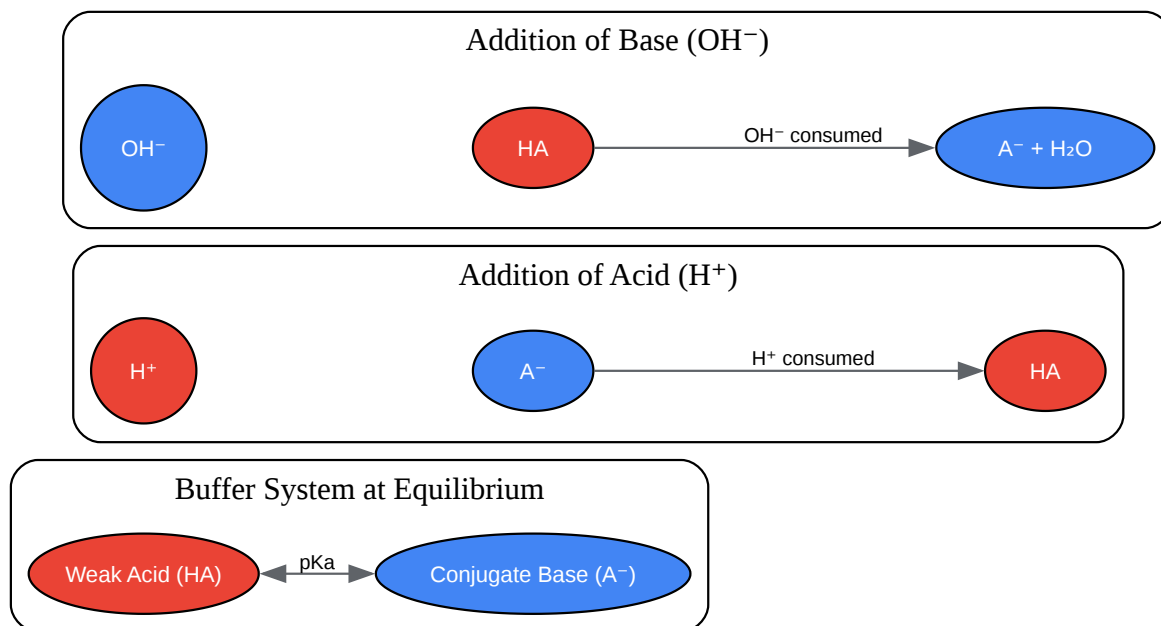 Addition of Base (OH⁻)
OH⁻
HA
OH⁻ consumed
A⁻ + H₂O
Addition of Acid (H⁺)
H⁺
A⁻
H⁺ consumed
HA
Buffer System at Equilibrium
Weak Acid (HA)
pKa
Conjugate Base (A⁻)